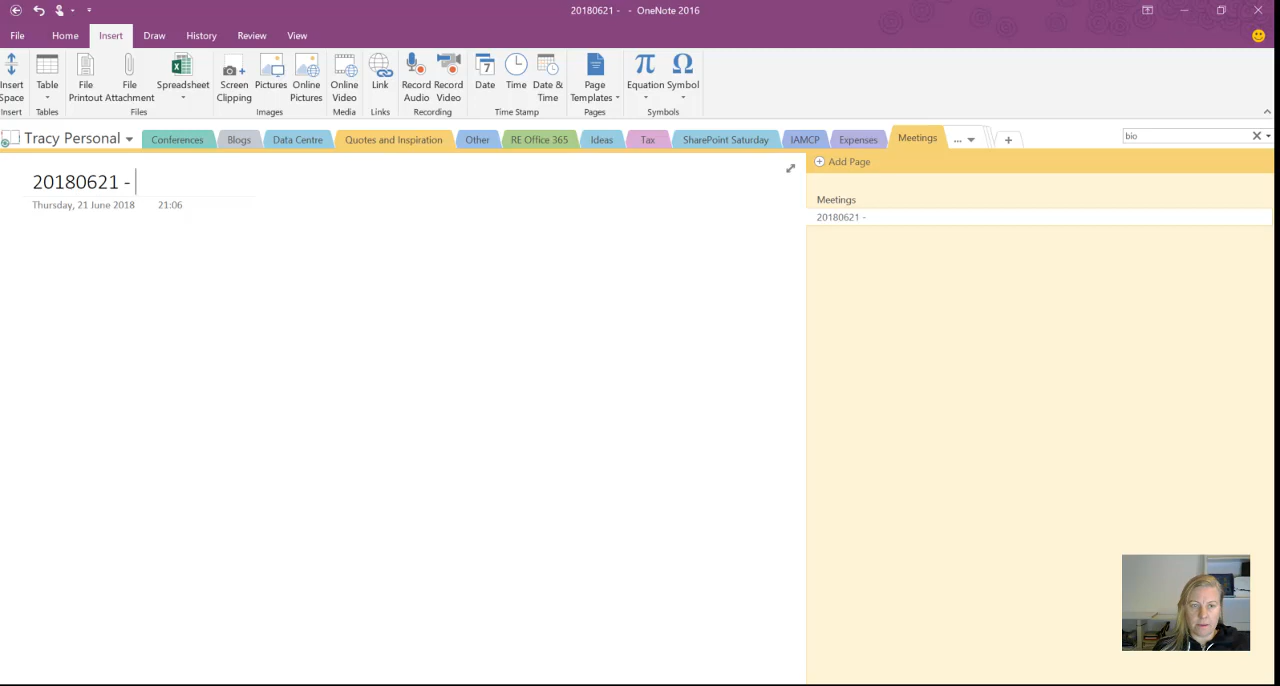 20180621 - - OneNote 2016
File Home Insert Draw History Review View
Insert Space
Table
File Printout
File Attachment
Spreadsheet
Screen Clipping
Pictures
Online Pictures
Online Video
Link
Record Audio
Record Video
Date
Time
Date & Time
Page Templates
π Equation
Ω Symbol
Insert Tables Files Images Media Links Recording Time Stamp Pages Symbols
Tracy Personal Conferences Blogs Data Centre Quotes and Inspiration Other RE Office 365 Ideas Tax SharePoint Saturday IAMCP Expenses Meetings ... + bio
Add Page
20180621 -
Thursday, 21 June 2018 21:06
Meetings
20180621 -